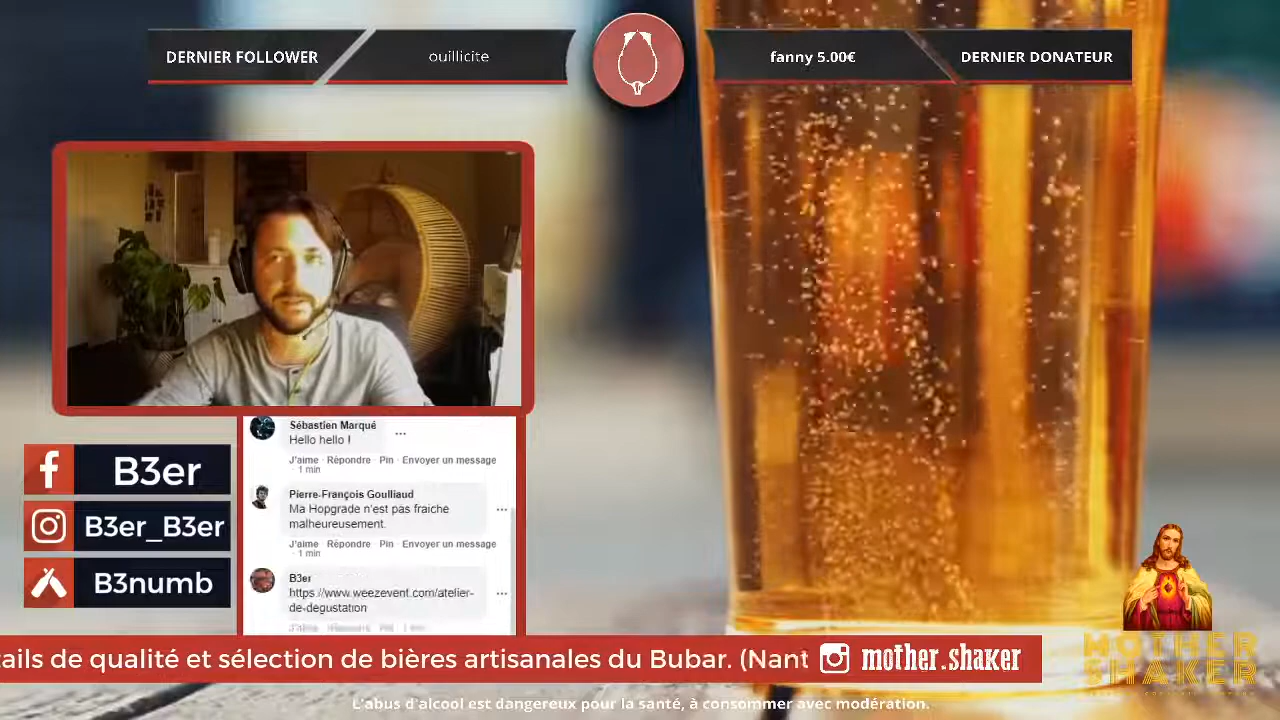 DERNIER FOLLOWER
ouillicite
fanny 5.00€
DERNIER DONATEUR
Sébastien Marqué
Hello hello !
J'aime · Répondre · Pin · Envoyer un message
· 1 min
Pierre-François Goulliaud
Ma Hopgrade n'est pas fraiche
malheureusement.
J'aime · Répondre · Pin · Envoyer un message
· 1 min
B3er
https://www.weezevent.com/atelier-
de-degustation
B3er
B3er_B3er
B3numb
tails de qualité et sélection de bières artisanales du Bubar. (Nant
mother.shaker
MOTHER
SHAKER
L'abus d'alcool est dangereux pour la santé, à consommer avec modération.